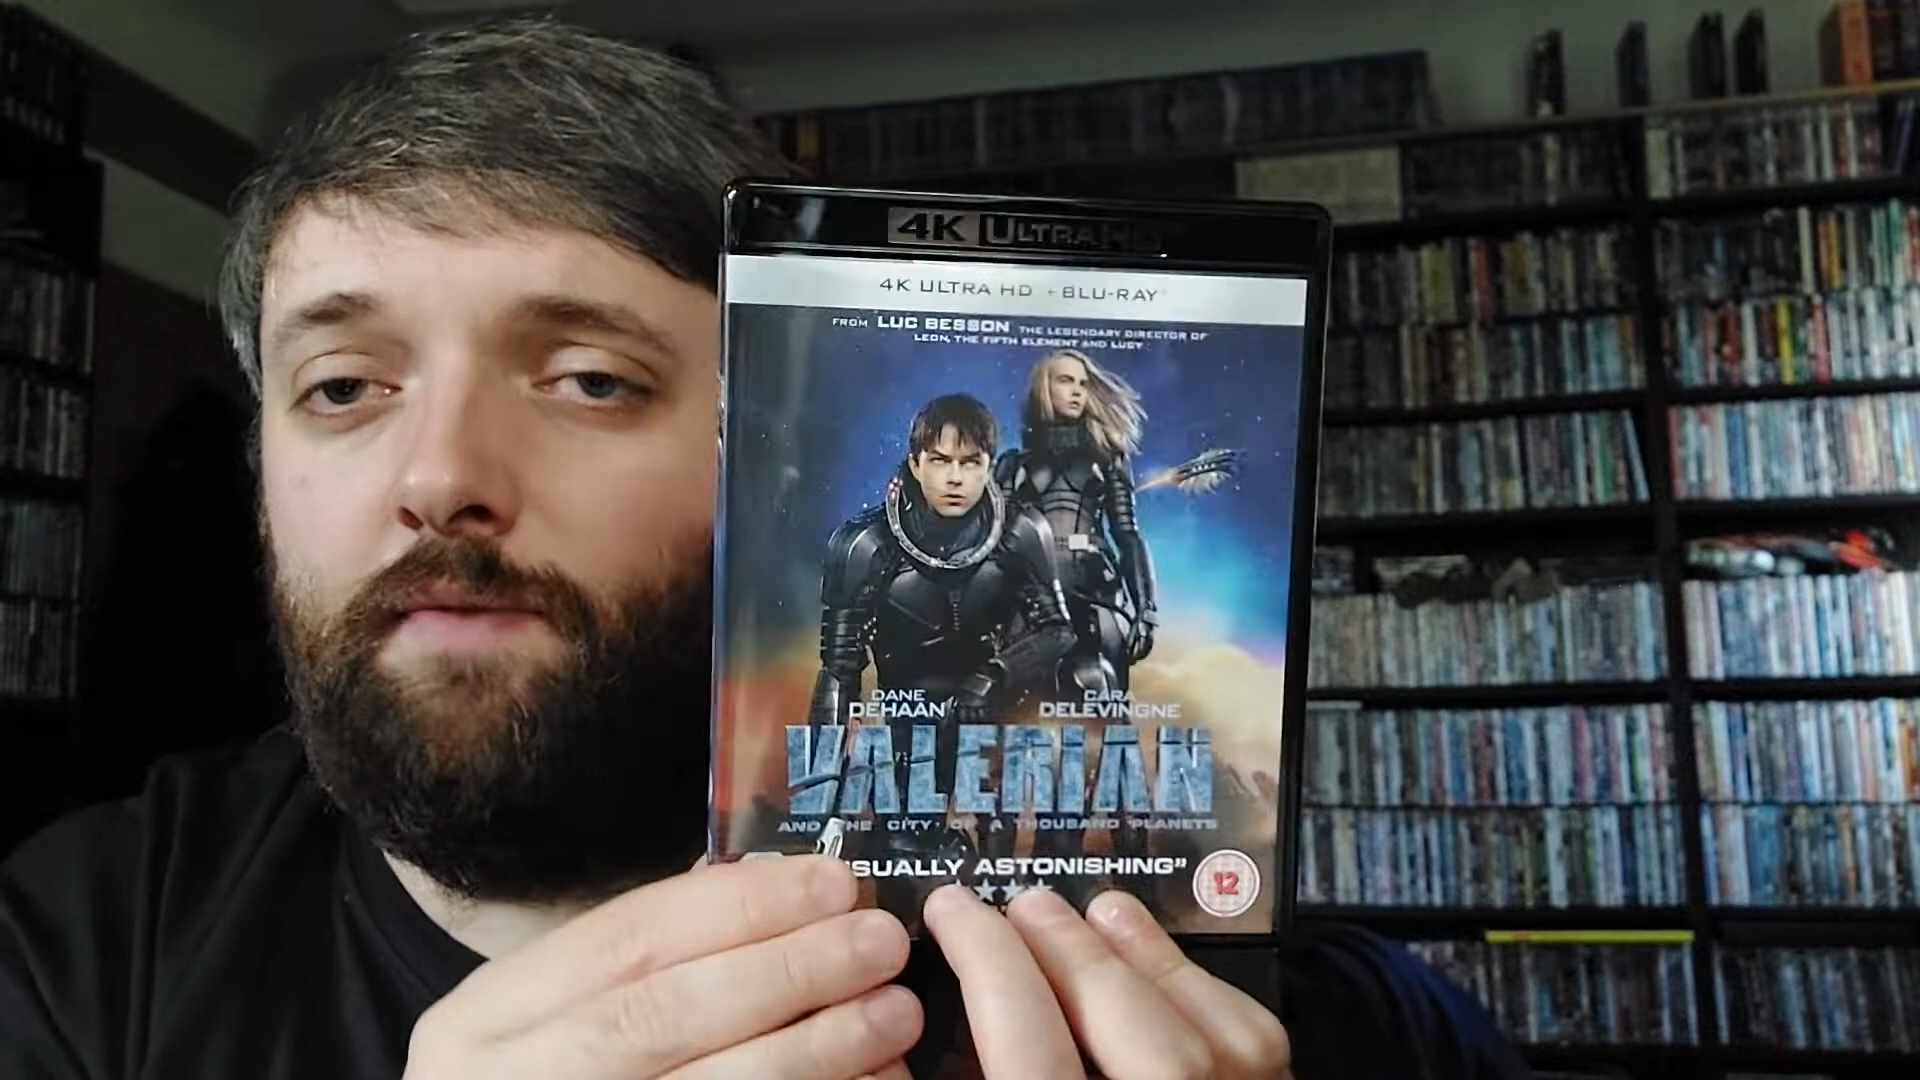 4K ULTRA HD
4K ULTRA HD + BLU-RAY
FROM LUC BESSON THE LEGENDARY DIRECTOR OF
LEON, THE FIFTH ELEMENT AND LUCY
DANE DEHAAN
CARA DELEVINGNE
VALERIAN
AND THE CITY OF A THOUSAND PLANETS
SUALLY ASTONISHING”
12